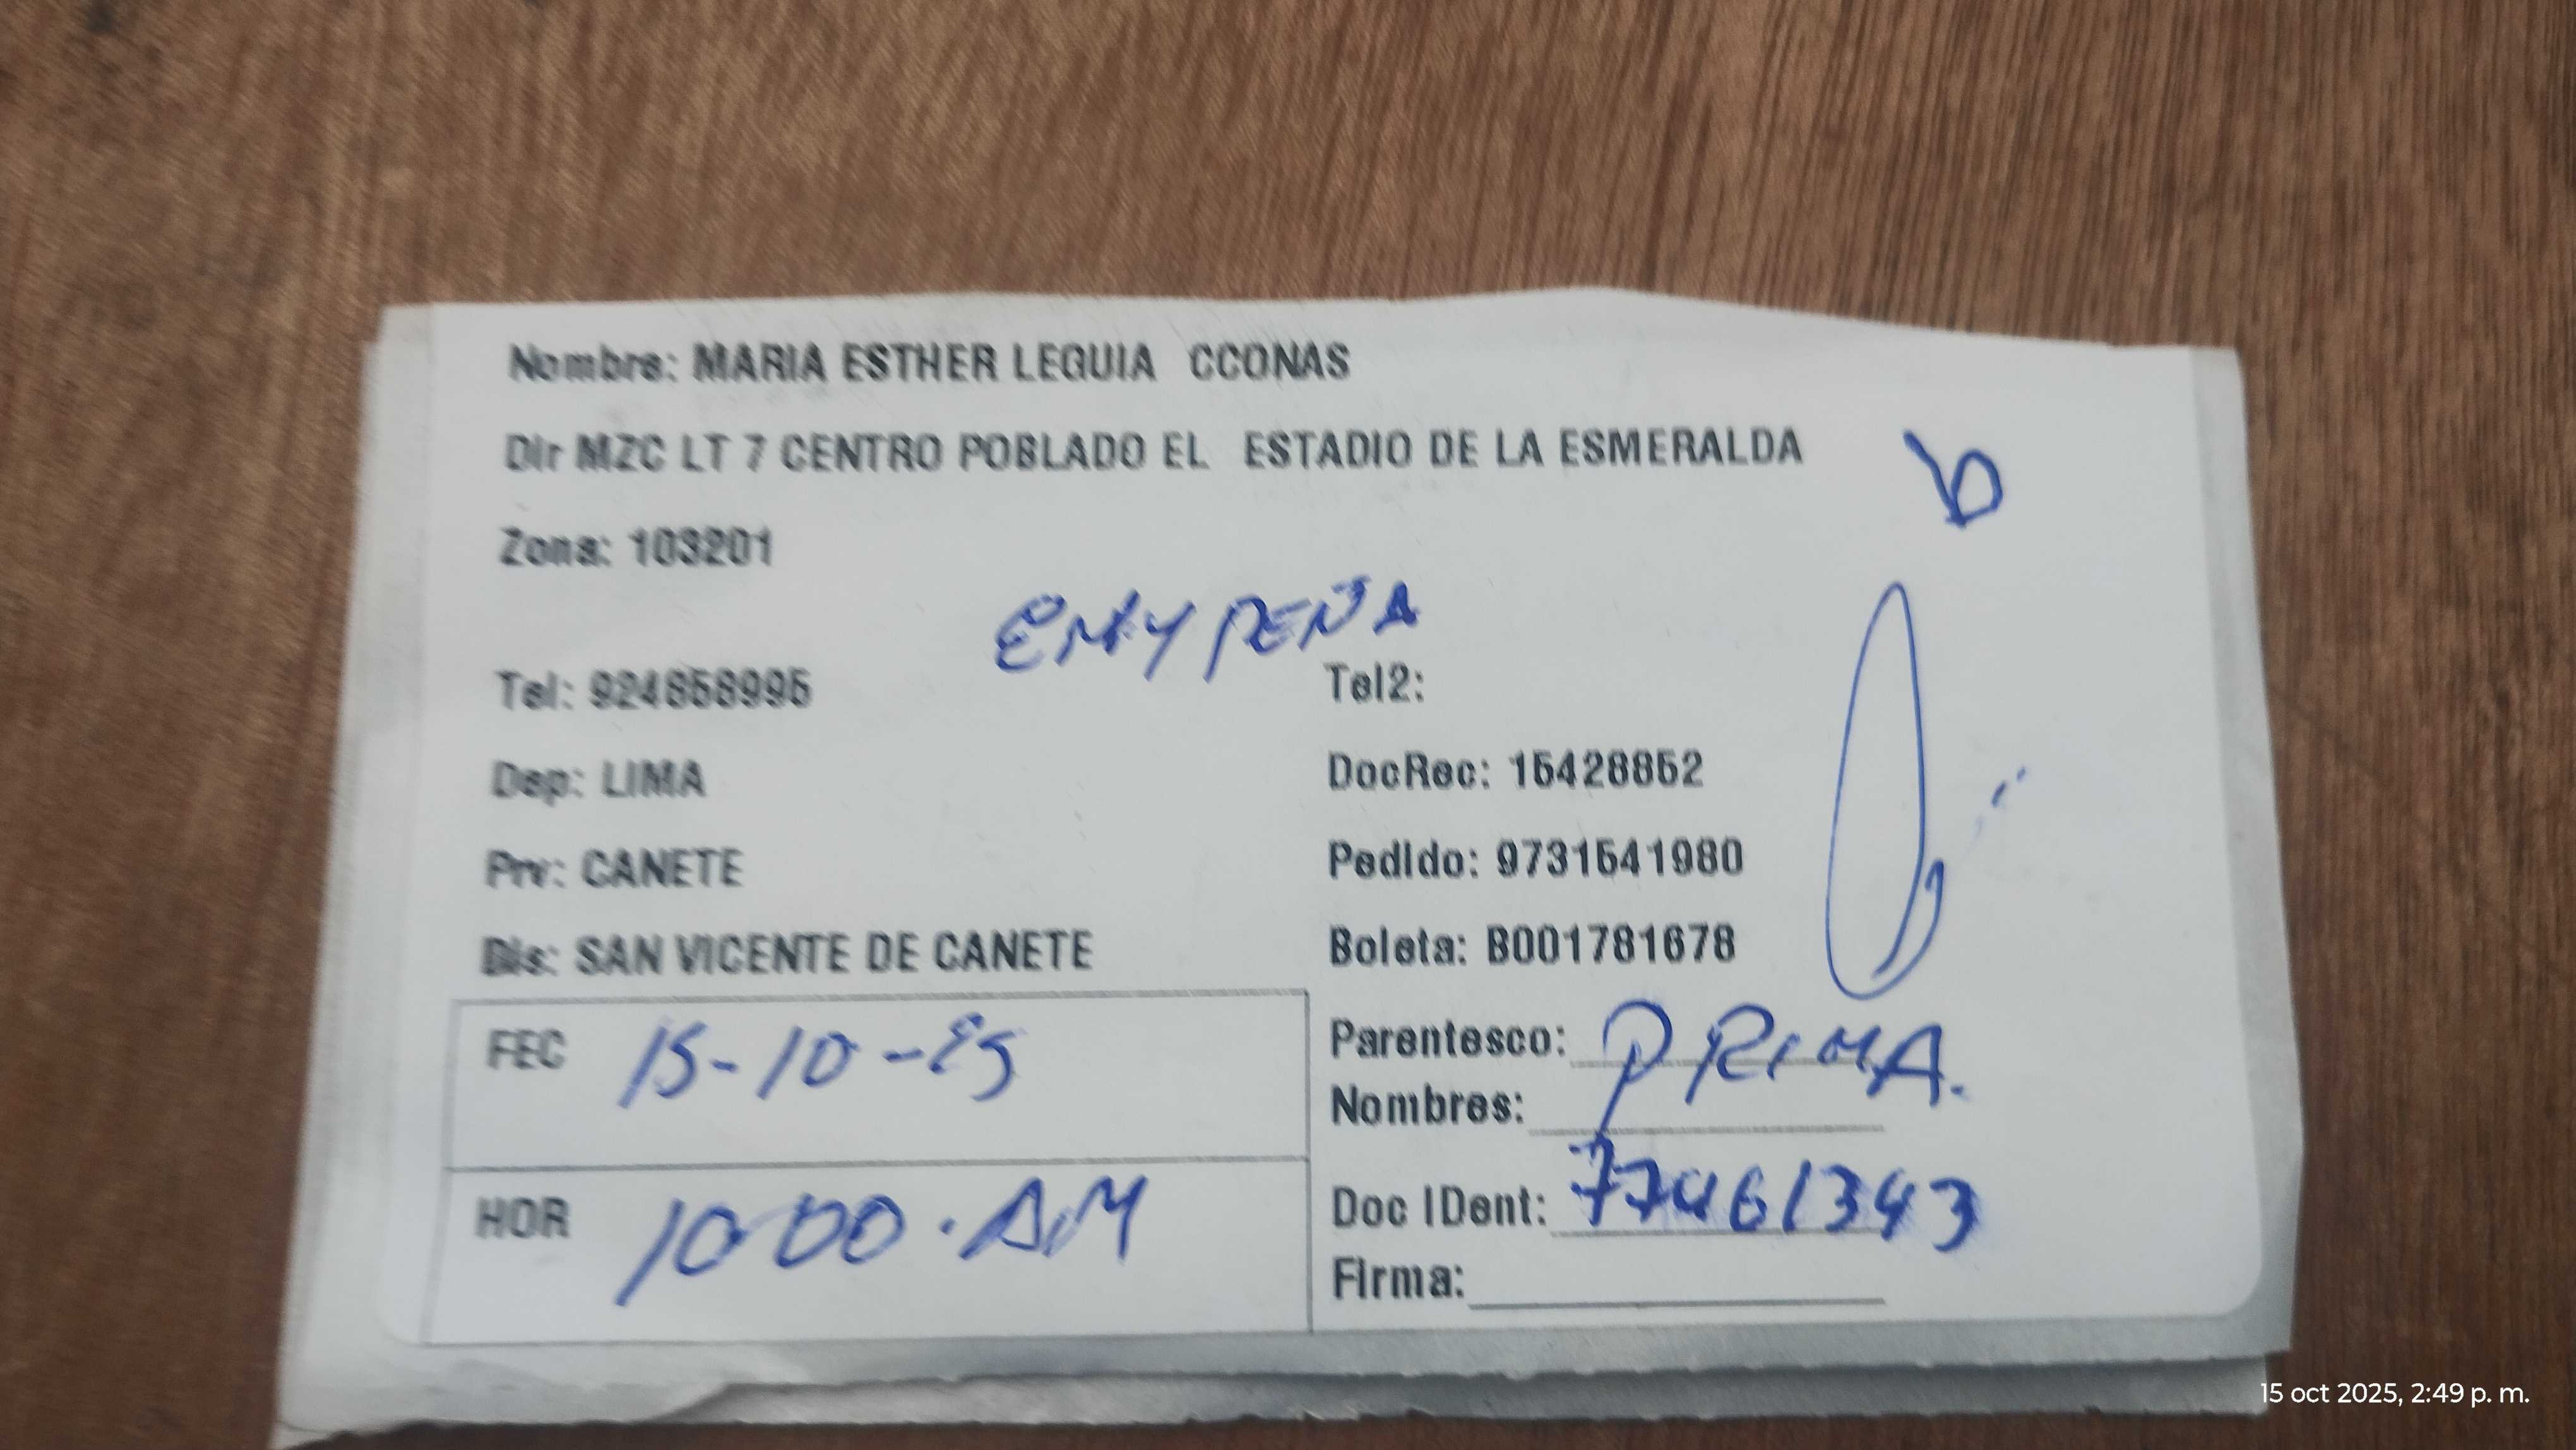 Nombre: MARIA ESTHER LEGUIA CCONAS
Dir MZC LT 7 CENTRO POBLADO EL ESTADIO DE LA ESMERALDA
Zona: 103201
EMY PEÑA
Tel: 924858995
Tel2:
Dep: LIMA
DocRec: 15428852
Prv: CANETE
Pedido: 9731541980
Dis: SAN VICENTE DE CANETE
Boleta: B001781678
FEC 15-10-25
Parentesco: PRIMA.
Nombres:
HOR 10:00.AM
Doc IDent: 77461343
Firma:
15 oct 2025, 2:49 p. m.